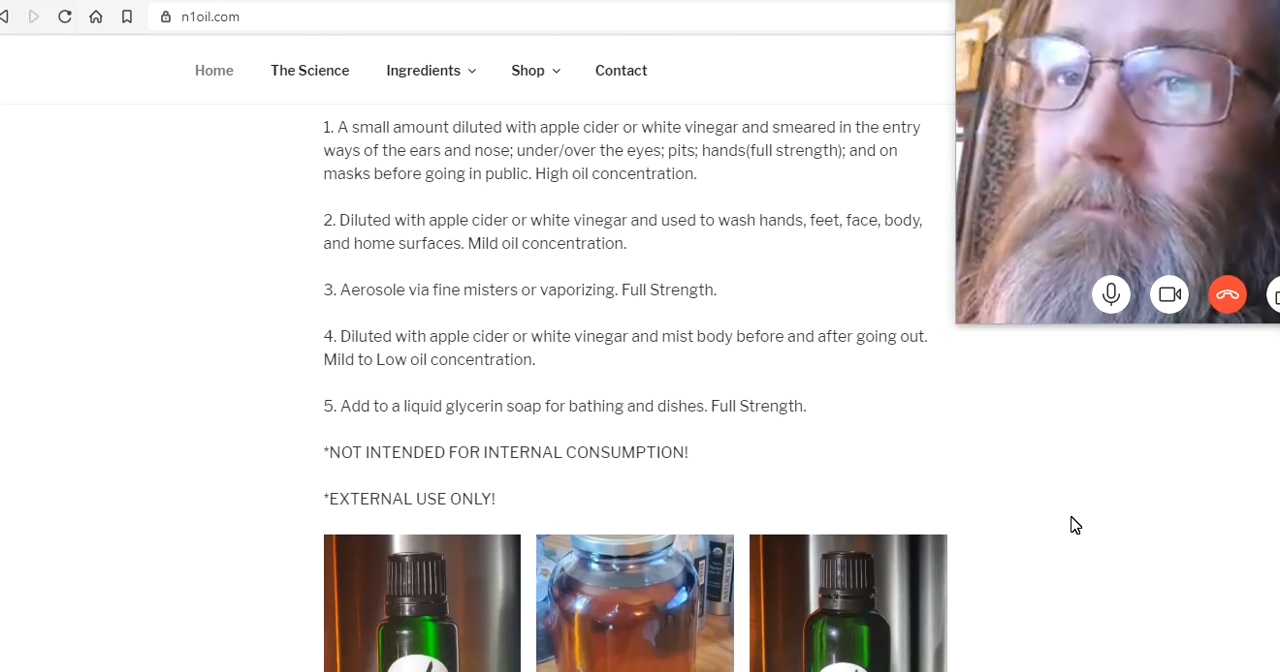 n1oil.com
Home The Science Ingredients Shop Contact
1. A small amount diluted with apple cider or white vinegar and smeared in the entry
ways of the ears and nose; under/over the eyes; pits; hands(full strength); and on
masks before going in public. High oil concentration.
2. Diluted with apple cider or white vinegar and used to wash hands, feet, face, body,
and home surfaces. Mild oil concentration.
3. Aerosole via fine misters or vaporizing. Full Strength.
4. Diluted with apple cider or white vinegar and mist body before and after going out.
Mild to Low oil concentration.
5. Add to a liquid glycerin soap for bathing and dishes. Full Strength.
*NOT INTENDED FOR INTERNAL CONSUMPTION!
*EXTERNAL USE ONLY!